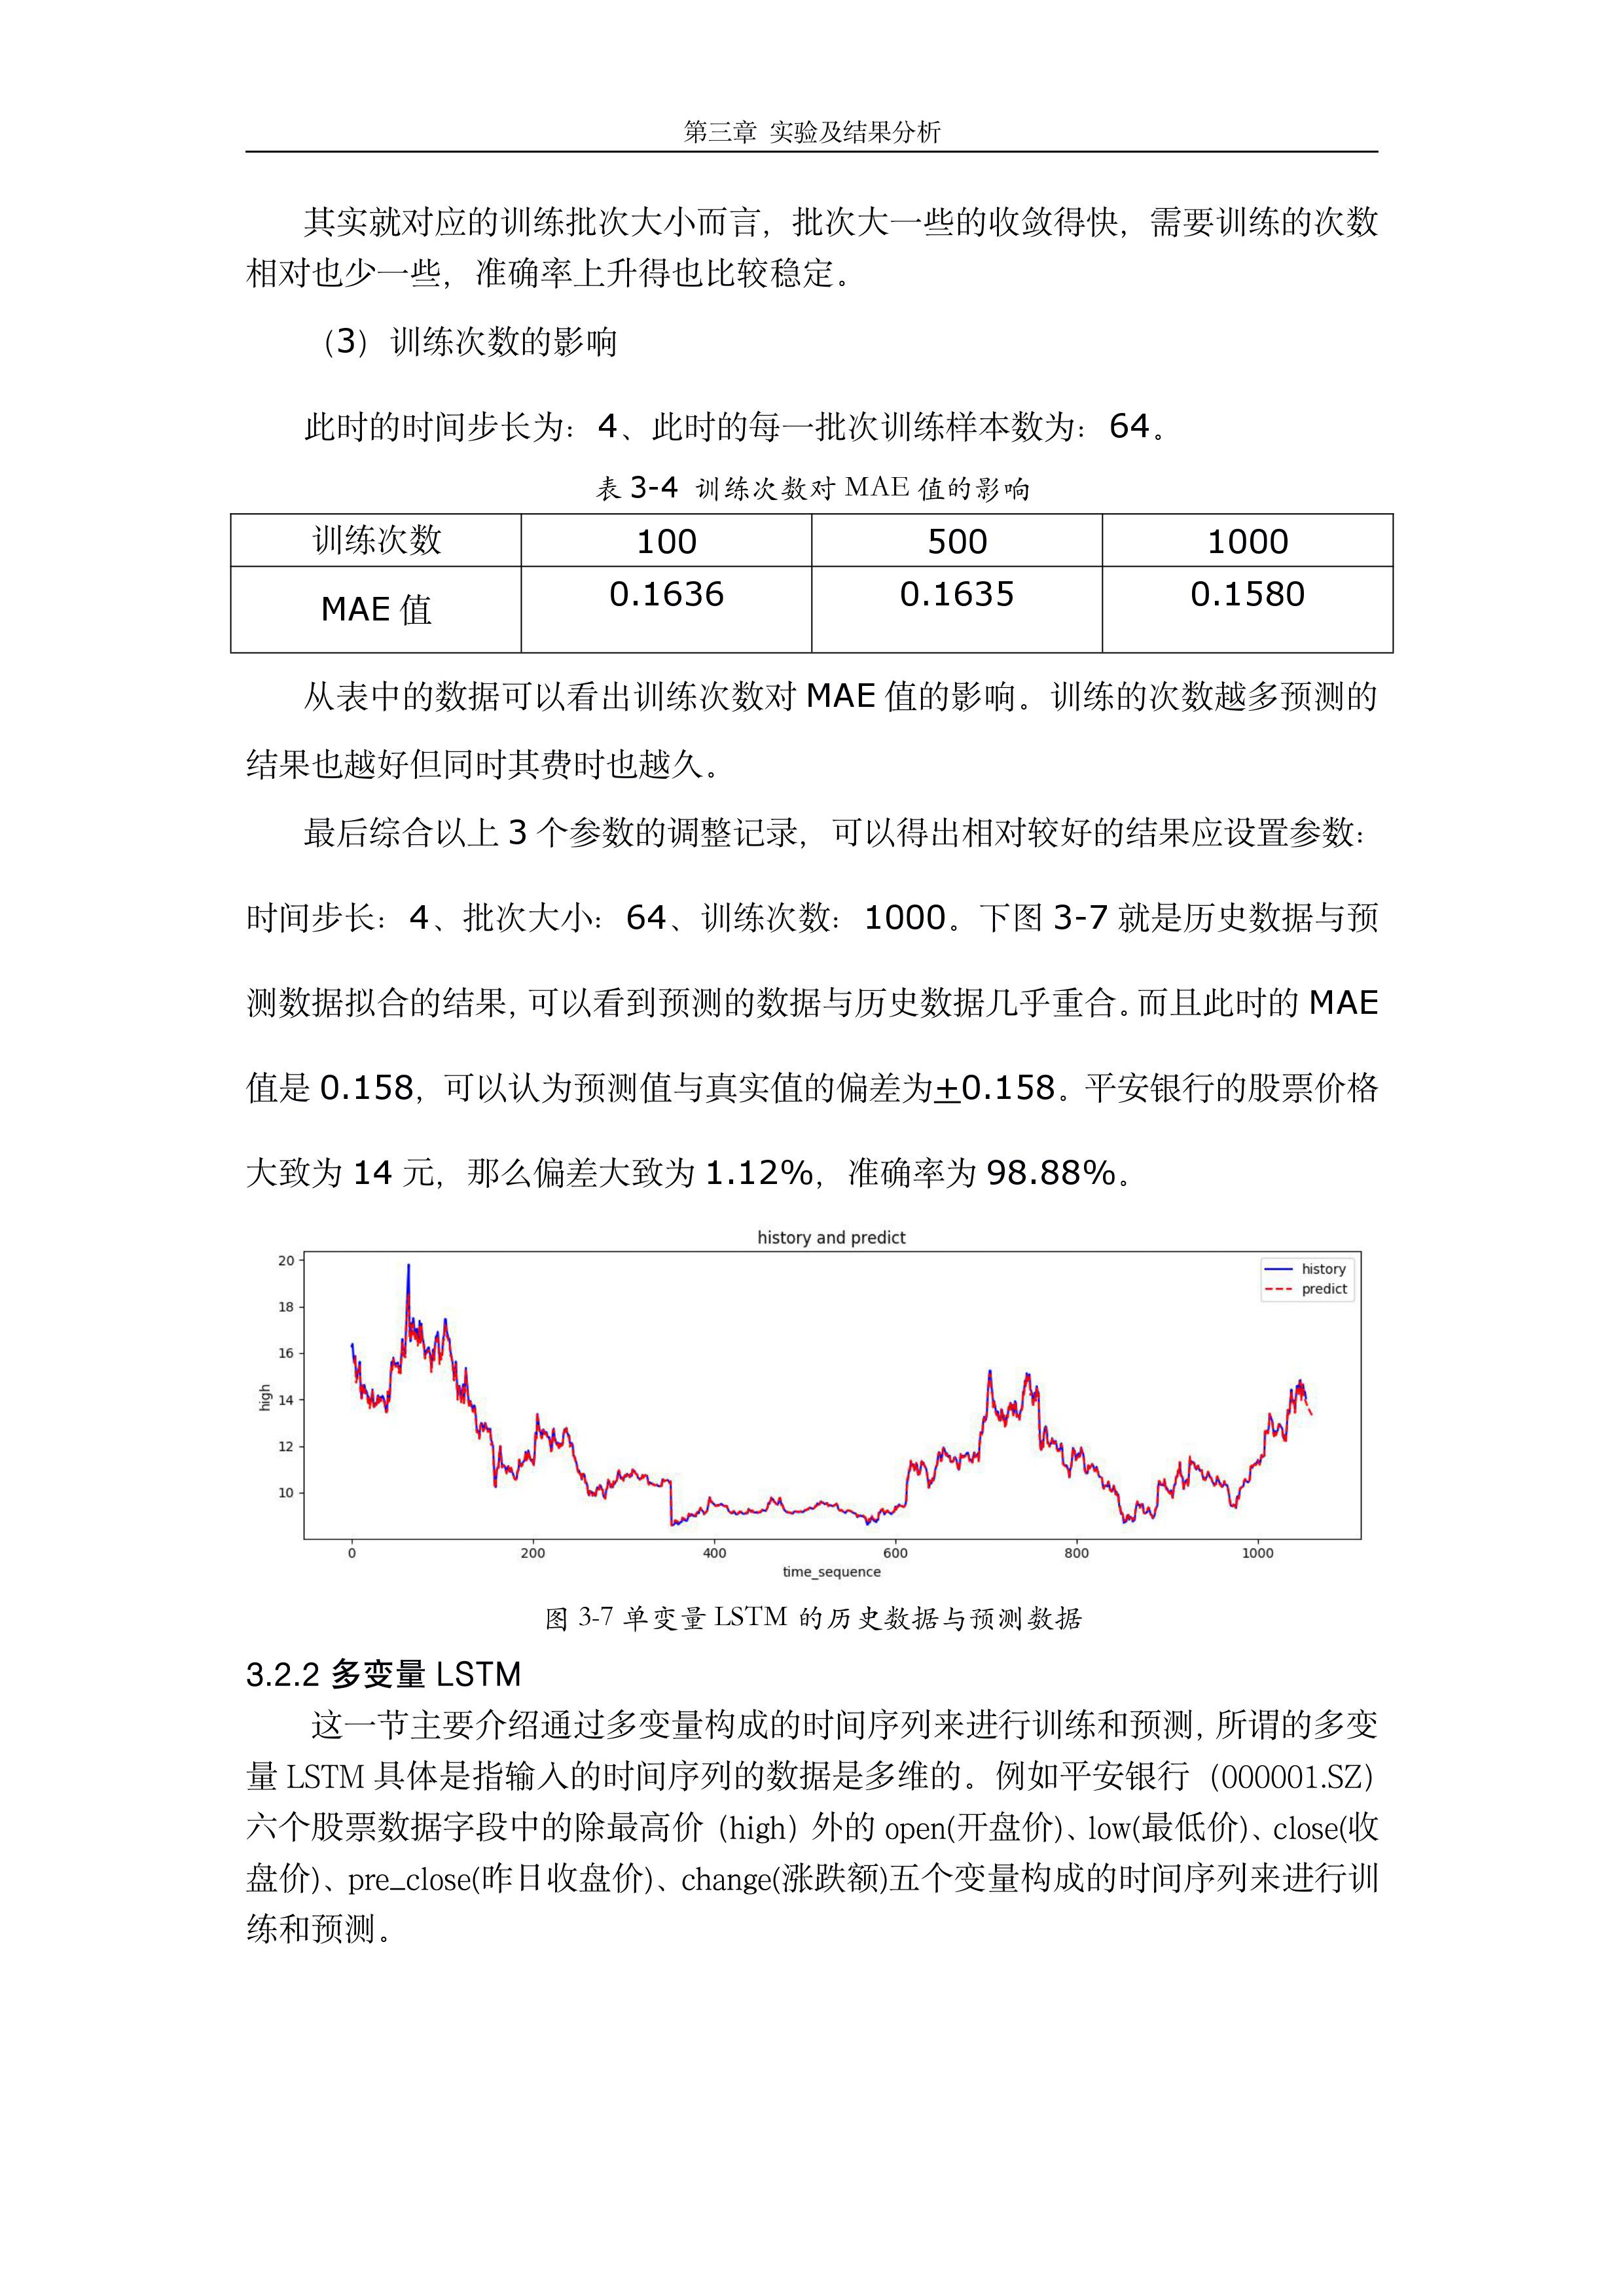 第三章 实验及结果分析
其实就对应的训练批次大小而言，批次大一些的收敛得快，需要训练的次数
相对也少一些，准确率上升得也比较稳定。
（3）训练次数的影响
此时的时间步长为：4、此时的每一批次训练样本数为：64。
表 3-4 训练次数对 MAE 值的影响
训练次数 100 500 1000
MAE 值 0.1636 0.1635 0.1580
从表中的数据可以看出训练次数对 MAE 值的影响。训练的次数越多预测的
结果也越好但同时其费时也越久。
最后综合以上 3 个参数的调整记录，可以得出相对较好的结果应设置参数：
时间步长：4、批次大小：64、训练次数：1000。下图 3-7 就是历史数据与预
测数据拟合的结果，可以看到预测的数据与历史数据几乎重合。而且此时的 MAE
值是 0.158，可以认为预测值与真实值的偏差为+0.158。平安银行的股票价格
大致为 14 元，那么偏差大致为 1.12%，准确率为 98.88%。
history and predict
history
predict
20
18
16
14
12
10
high
0 200 400 600 800 1000
time_sequence
图 3-7 单变量 LSTM 的历史数据与预测数据
3.2.2 多变量 LSTM
这一节主要介绍通过多变量构成的时间序列来进行训练和预测，所谓的多变
量 LSTM 具体是指输入的时间序列的数据是多维的。例如平安银行（000001.SZ）
六个股票数据字段中的除最高价（high）外的 open(开盘价)、low(最低价)、close(收
盘价)、pre_close(昨日收盘价)、change(涨跌额)五个变量构成的时间序列来进行训
练和预测。